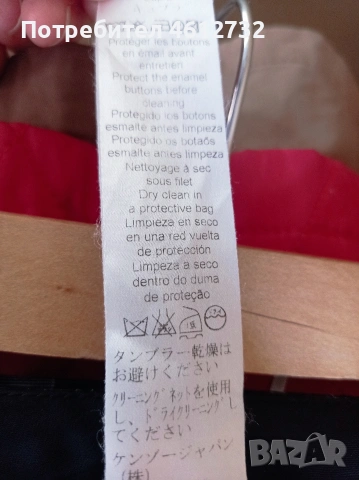 Потребител 462732
Protéger les boutons
en émail avant
entretien
Protect the enamel
buttons before
cleaning
Protegido los botons
esmalte antes limpieza
Protegido os botaõs
esmalte antes limpieza
Nettoyage à sec
sous filet
Dry clean in
a protective bag
Limpieza en seco
en una red vuelta
de protección
Limpeza a seco
dentro do duma
de proteção
タンブラー乾燥は
お避けください
クリーニングネットを使用
し、ドライクリーニングし
てください
ケンゾージャパン
(株)
BAZAR